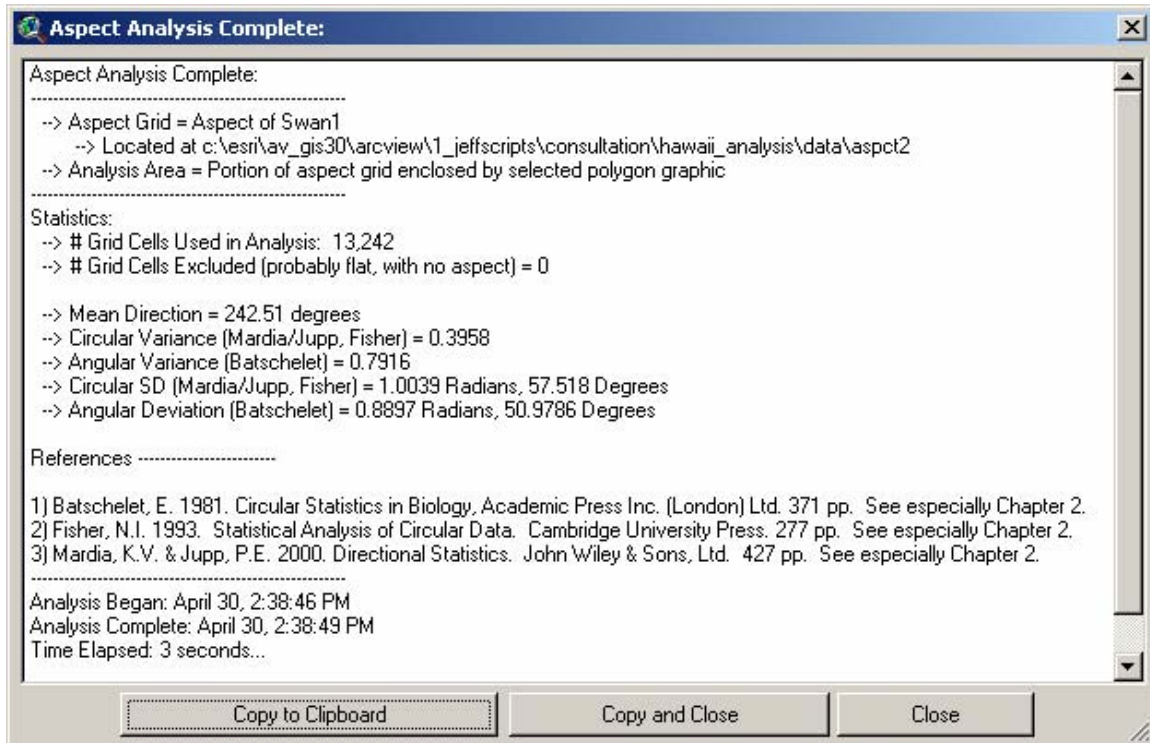 Aspect Analysis Complete:
Aspect Analysis Complete:
---------------------------------------------------------
--> Aspect Grid = Aspect of Swan1
--> Located at c:\esri\av_gis30\arcview\1_jeffscripts\consultation\hawaii_analysis\data\aspct2
--> Analysis Area = Portion of aspect grid enclosed by selected polygon graphic
---------------------------------------------------------
Statistics:
--> # Grid Cells Used in Analysis:  13,242
--> # Grid Cells Excluded (probably flat, with no aspect) = 0
--> Mean Direction = 242.51 degrees
--> Circular Variance (Mardia/Jupp, Fisher) = 0.3958
--> Angular Variance (Batschelet) = 0.7916
--> Circular SD (Mardia/Jupp, Fisher) = 1.0039 Radians, 57.518 Degrees
--> Angular Deviation (Batschelet) = 0.8897 Radians, 50.9786 Degrees
References -------------------------
1) Batschelet, E. 1981. Circular Statistics in Biology, Academic Press Inc. (London) Ltd. 371 pp.  See especially Chapter 2.
2) Fisher, N.I. 1993.  Statistical Analysis of Circular Data.  Cambridge University Press. 277 pp.  See especially Chapter 2.
3) Mardia, K.V. & Jupp, P.E. 2000. Directional Statistics.  John Wiley & Sons, Ltd.  427 pp.  See especially Chapter 2.
---------------------------------------------------------
Analysis Began: April 30, 2:38:46 PM
Analysis Complete: April 30, 2:38:49 PM
Time Elapsed: 3 seconds...
Copy to Clipboard
Copy and Close
Close